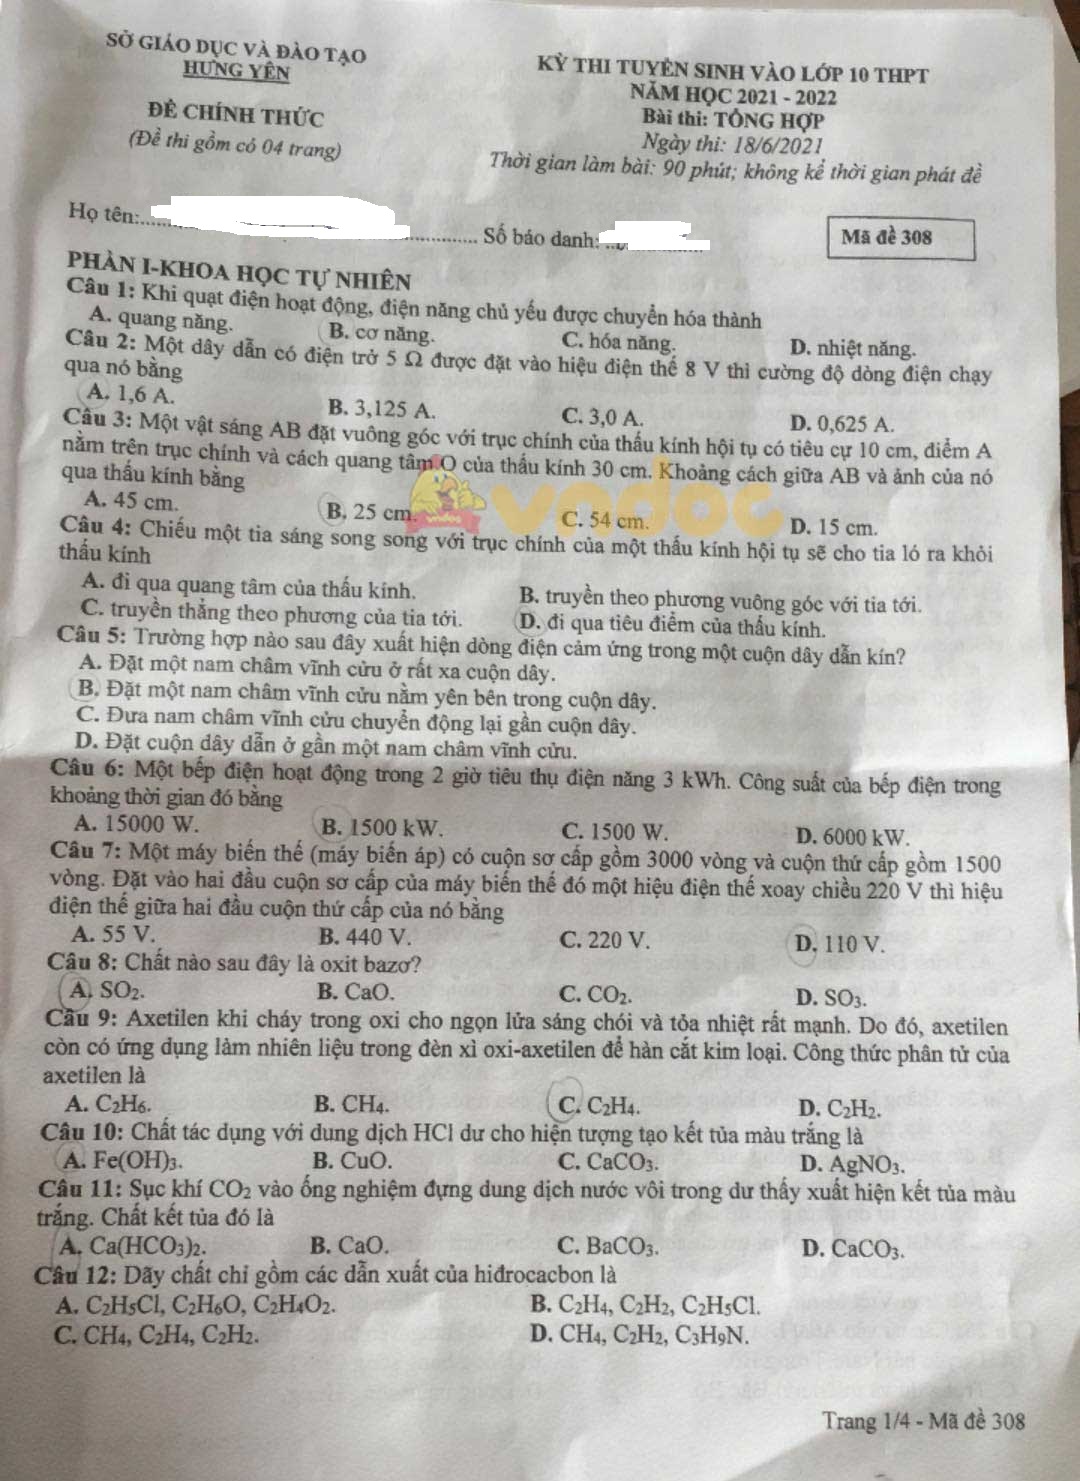 SỞ GIÁO DỤC VÀ ĐÀO TẠO
HƯNG YÊN
ĐỀ CHÍNH THỨC
(Đề thi gồm có 04 trang)
KỲ THI TUYỂN SINH VÀO LỚP 10 THPT
NĂM HỌC 2021 - 2022
Bài thi: TỔNG HỢP
Ngày thi: 18/6/2021
Thời gian làm bài: 90 phút; không kể thời gian phát đề
Họ tên:.......... Số báo danh:..........
Mã đề 308
PHẦN I-KHOA HỌC TỰ NHIÊN
Câu 1: Khi quạt điện hoạt động, điện năng chủ yếu được chuyển hóa thành
A. quang năng. B. cơ năng. C. hóa năng. D. nhiệt năng.
Câu 2: Một dây dẫn có điện trở 5 Ω được đặt vào hiệu điện thế 8 V thì cường độ dòng điện chạy
qua nó bằng
A. 1,6 A. B. 3,125 A. C. 3,0 A. D. 0,625 A.
Câu 3: Một vật sáng AB đặt vuông góc với trục chính của thấu kính hội tụ có tiêu cự 10 cm, điểm A
nằm trên trục chính và cách quang tâm O của thấu kính 30 cm. Khoảng cách giữa AB và ảnh của nó
qua thấu kính bằng
A. 45 cm. B. 25 cm. C. 54 cm. D. 15 cm.
vndoc
Câu 4: Chiếu một tia sáng song song với trục chính của một thấu kính hội tụ sẽ cho tia ló ra khỏi
thấu kính
A. đi qua quang tâm của thấu kính. B. truyền theo phương vuông góc với tia tới.
C. truyền thẳng theo phương của tia tới. D. đi qua tiêu điểm của thấu kính.
Câu 5: Trường hợp nào sau đây xuất hiện dòng điện cảm ứng trong một cuộn dây dẫn kín?
A. Đặt một nam châm vĩnh cửu ở rất xa cuộn dây.
B. Đặt một nam châm vĩnh cửu nằm yên bên trong cuộn dây.
C. Đưa nam châm vĩnh cửu chuyển động lại gần cuộn dây.
D. Đặt cuộn dây dẫn ở gần một nam châm vĩnh cửu.
Câu 6: Một bếp điện hoạt động trong 2 giờ tiêu thụ điện năng 3 kWh. Công suất của bếp điện trong
khoảng thời gian đó bằng
A. 15000 W. B. 1500 kW. C. 1500 W. D. 6000 kW.
Câu 7: Một máy biến thế (máy biến áp) có cuộn sơ cấp gồm 3000 vòng và cuộn thứ cấp gồm 1500
vòng. Đặt vào hai đầu cuộn sơ cấp của máy biến thế đó một hiệu điện thế xoay chiều 220 V thì hiệu
điện thế giữa hai đầu cuộn thứ cấp của nó bằng
A. 55 V. B. 440 V. C. 220 V. D. 110 V.
Câu 8: Chất nào sau đây là oxit bazơ?
A. SO₂. B. CaO. C. CO₂. D. SO₃.
Câu 9: Axetilen khi cháy trong oxi cho ngọn lửa sáng chói và tỏa nhiệt rất mạnh. Do đó, axetilen
còn có ứng dụng làm nhiên liệu trong đèn xì oxi-axetilen để hàn cắt kim loại. Công thức phân tử của
axetilen là
A. C₂H₆. B. CH₄. C. C₂H₄. D. C₂H₂.
Câu 10: Chất tác dụng với dung dịch HCl dư cho hiện tượng tạo kết tủa màu trắng là
A. Fe(OH)₃. B. CuO. C. CaCO₃. D. AgNO₃.
Câu 11: Sục khí CO₂ vào ống nghiệm đựng dung dịch nước vôi trong dư thấy xuất hiện kết tủa màu
trắng. Chất kết tủa đó là
A. Ca(HCO₃)₂. B. CaO. C. BaCO₃. D. CaCO₃.
Câu 12: Dãy chất chỉ gồm các dẫn xuất của hiđrocacbon là
A. C₂H₅Cl, C₂H₆O, C₂H₄O₂. B. C₂H₄, C₂H₂, C₂H₅Cl.
C. CH₄, C₂H₄, C₂H₂. D. CH₄, C₂H₂, C₃H₉N.
Trang 1/4 - Mã đề 308